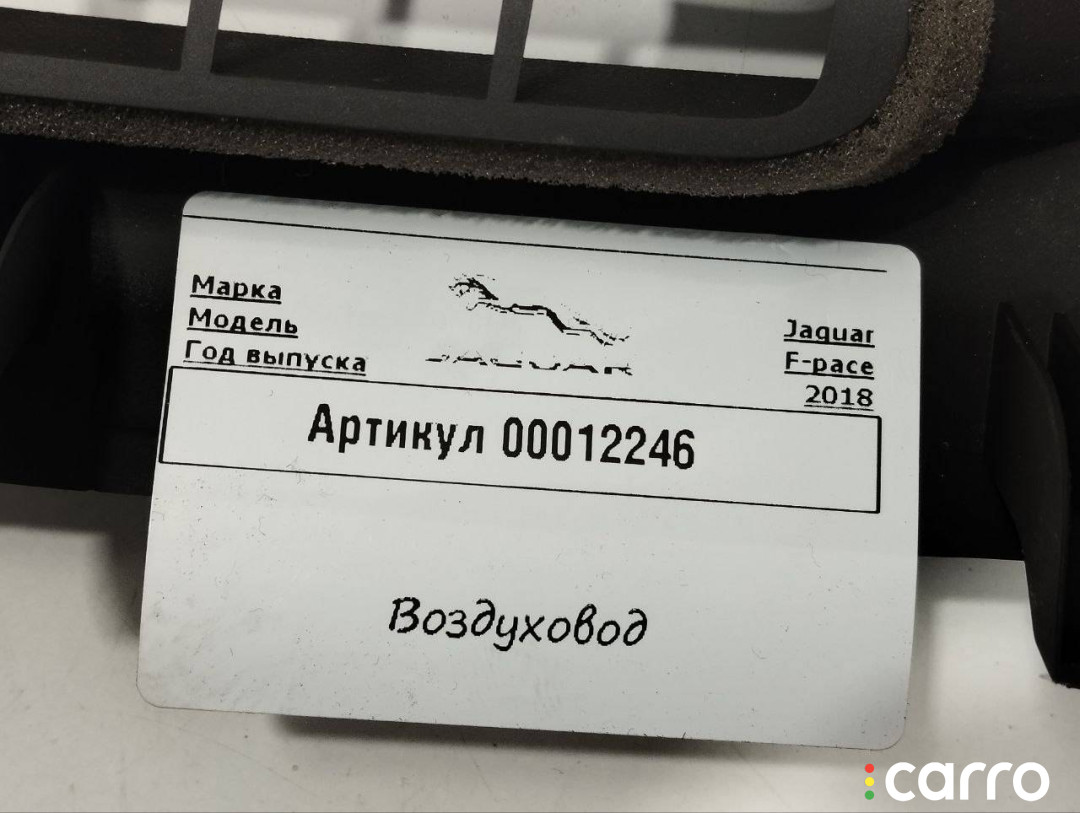 Марка
Модель
Год выпуска
JAGUAR
Jaguar
F-pace
2018
Артикул 00012246
Воздуховод
carro